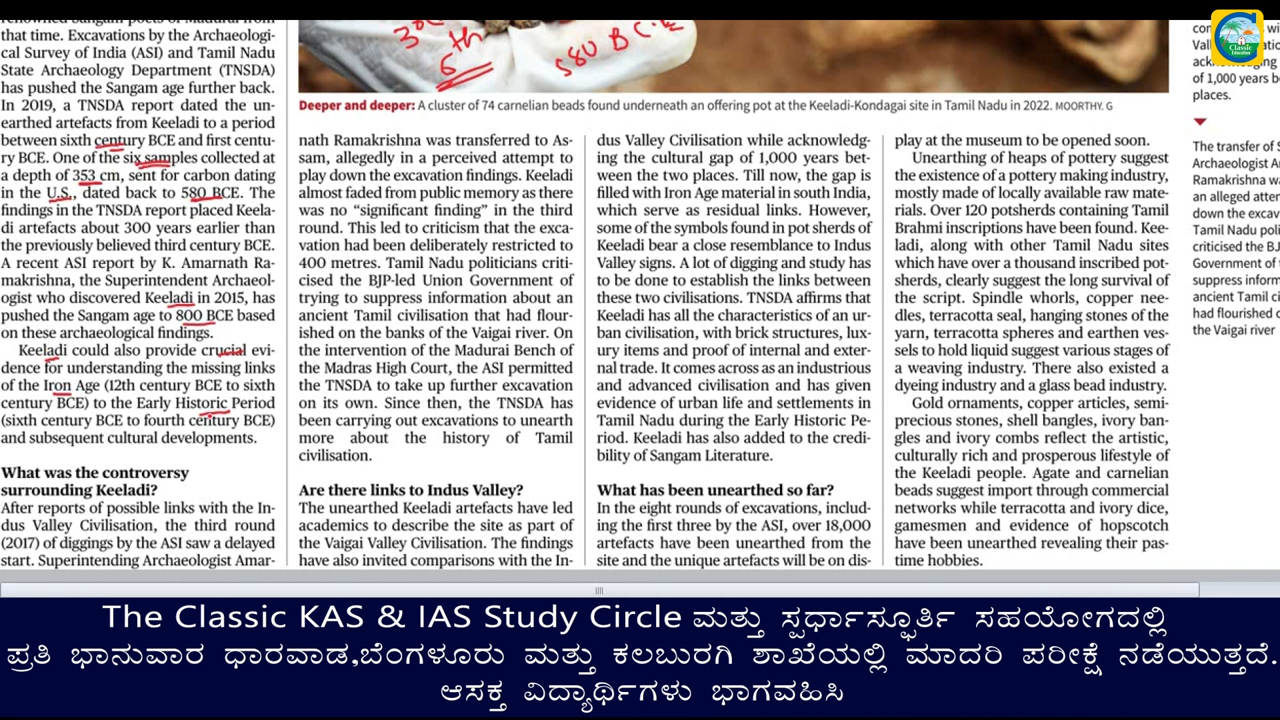 renowned Sangam poets of Madurai from
that time. Excavations by the Archaeologi-
cal Survey of India (ASI) and Tamil Nadu
State Archaeology Department (TNSDA)
has pushed the Sangam age further back.
In 2019, a TNSDA report dated the un-
earthed artefacts from Keeladi to a period
between sixth century BCE and first centu-
ry BCE. One of the six samples collected at
a depth of 353 cm, sent for carbon dating
in the U.S., dated back to 580 BCE. The
findings in the TNSDA report placed Keela-
di artefacts about 300 years earlier than
the previously believed third century BCE.
A recent ASI report by K. Amarnath Ra-
makrishna, the Superintendent Archaeol-
ogist who discovered Keeladi in 2015, has
pushed the Sangam age to 800 BCE based
on these archaeological findings.
Keeladi could also provide crucial evi-
dence for understanding the missing links
of the Iron Age (12th century BCE to sixth
century BCE) to the Early Historic Period
(sixth century BCE to fourth century BCE)
and subsequent cultural developments.
What was the controversy
surrounding Keeladi?
After reports of possible links with the In-
dus Valley Civilisation, the third round
(2017) of diggings by the ASI saw a delayed
start. Superintending Archaeologist Amar-
6th
580 BCE
Deeper and deeper: A cluster of 74 carnelian beads found underneath an offering pot at the Keeladi-Kondagai site in Tamil Nadu in 2022. MOORTHY. G
nath Ramakrishna was transferred to As-
sam, allegedly in a perceived attempt to
play down the excavation findings. Keeladi
almost faded from public memory as there
was no “significant finding” in the third
round. This led to criticism that the exca-
vation had been deliberately restricted to
400 metres. Tamil Nadu politicians criti-
cised the BJP-led Union Government of
trying to suppress information about an
ancient Tamil civilisation that had flour-
ished on the banks of the Vaigai river. On
the intervention of the Madurai Bench of
the Madras High Court, the ASI permitted
the TNSDA to take up further excavation
on its own. Since then, the TNSDA has
been carrying out excavations to unearth
more about the history of Tamil
civilisation.
Are there links to Indus Valley?
The unearthed Keeladi artefacts have led
academics to describe the site as part of
the Vaigai Valley Civilisation. The findings
have also invited comparisons with the In-
dus Valley Civilisation while acknowledg-
ing the cultural gap of 1,000 years bet-
ween the two places. Till now, the gap is
filled with Iron Age material in south India,
which serve as residual links. However,
some of the symbols found in pot sherds of
Keeladi bear a close resemblance to Indus
Valley signs. A lot of digging and study has
to be done to establish the links between
these two civilisations. TNSDA affirms that
Keeladi has all the characteristics of an ur-
ban civilisation, with brick structures, lux-
ury items and proof of internal and exter-
nal trade. It comes across as an industrious
and advanced civilisation and has given
evidence of urban life and settlements in
Tamil Nadu during the Early Historic Pe-
riod. Keeladi has also added to the credi-
bility of Sangam Literature.
What has been unearthed so far?
In the eight rounds of excavations, includ-
ing the first three by the ASI, over 18,000
artefacts have been unearthed from the
site and the unique artefacts will be on dis-
play at the museum to be opened soon.
Unearthing of heaps of pottery suggest
the existence of a pottery making industry,
mostly made of locally available raw mate-
rials. Over 120 potsherds containing Tamil
Brahmi inscriptions have been found. Kee-
ladi, along with other Tamil Nadu sites
which have over a thousand inscribed pot-
sherds, clearly suggest the long survival of
the script. Spindle whorls, copper nee-
dles, terracotta seal, hanging stones of the
yarn, terracotta spheres and earthen ves-
sels to hold liquid suggest various stages of
a weaving industry. There also existed a
dyeing industry and a glass bead industry.
Gold ornaments, copper articles, semi-
precious stones, shell bangles, ivory ban-
gles and ivory combs reflect the artistic,
culturally rich and prosperous lifestyle of
the Keeladi people. Agate and carnelian
beads suggest import through commercial
networks while terracotta and ivory dice,
gamesmen and evidence of hopscotch
have been unearthed revealing their pas-
time hobbies.
of 1,000 years
places.
The transfer of
Archaeologist
Ramakrishna
an alleged
down the
Tamil Nadu
criticised the
Government of
suppress
ancient Tamil
had flourished
the Vaigai river
Classic
Education
The Classic KAS & IAS Study Circle ಮತ್ತು ಸ್ಪರ್ಧಾಸ್ಫೂರ್ತಿ ಸಹಯೋಗದಲ್ಲಿ
ಪ್ರತಿ ಭಾನುವಾರ ಧಾರವಾಡ,ಬೆಂಗಳೂರು ಮತ್ತು ಕಲಬುರಗಿ ಶಾಖೆಯಲ್ಲಿ ಮಾದರಿ ಪರೀಕ್ಷೆ ನಡೆಯುತ್ತದೆ.
ಆಸಕ್ತ ವಿದ್ಯಾರ್ಥಿಗಳು ಭಾಗವಹಿಸಿ